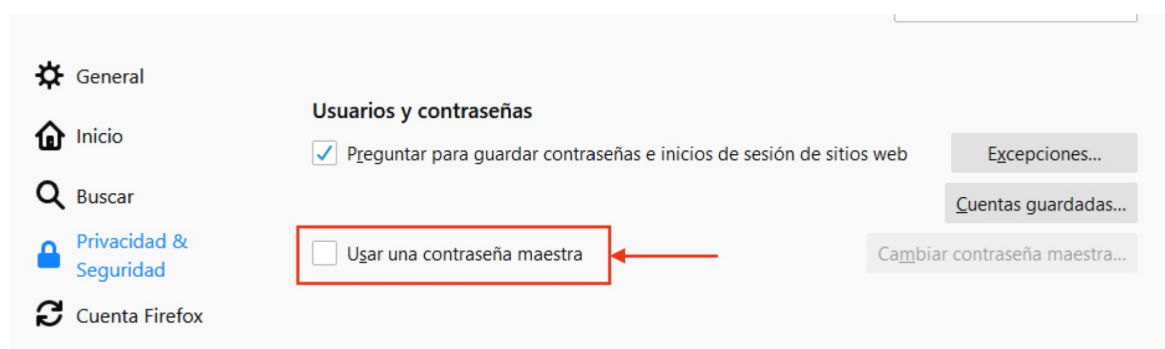 General
Inicio
Buscar
Privacidad &
Seguridad
Cuenta Firefox
Usuarios y contraseñas
Preguntar para guardar contraseñas e inicios de sesión de sitios web
Excepciones...
Cuentas guardadas...
Usar una contraseña maestra
Cambiar contraseña maestra...